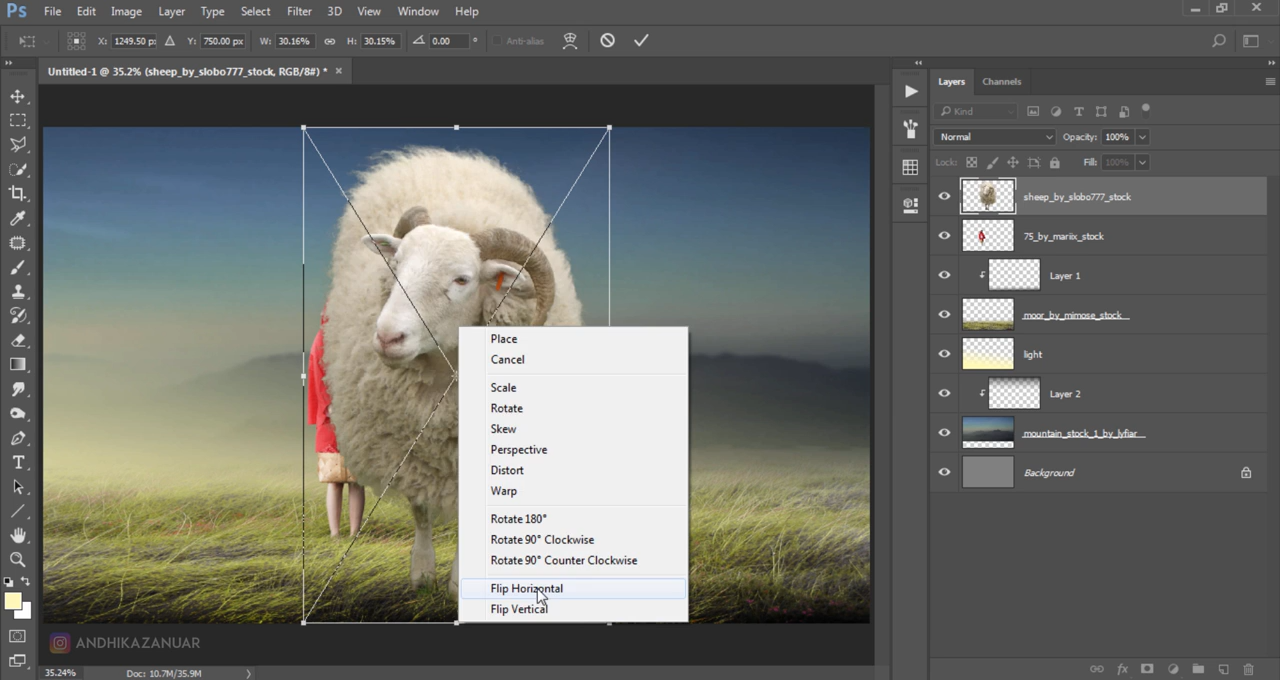 Ps File Edit Image Layer Type Select Filter 3D View Window Help
X: 1249.50 p: Y: 750.00 px W: 30.16% H: 30.15% 0.00 ° Anti-alias
Untitled-1 @ 35.2% (sheep_by_slobo777_stock, RGB/8#) * ×
Layers Channels
Kind
Normal Opacity: 100%
Lock: Fill: 100%
sheep_by_slobo777_stock
75_by_mariix_stock
Layer 1
moor_by_mimose_stock
light
Layer 2
mountain_stock_1_by_lyfiar
Background
Place
Cancel
Scale
Rotate
Skew
Perspective
Distort
Warp
Rotate 180°
Rotate 90° Clockwise
Rotate 90° Counter Clockwise
Flip Horizontal
Flip Vertical
ANDHIKAZANUAR
35.24% Doc: 10.7M/35.9M